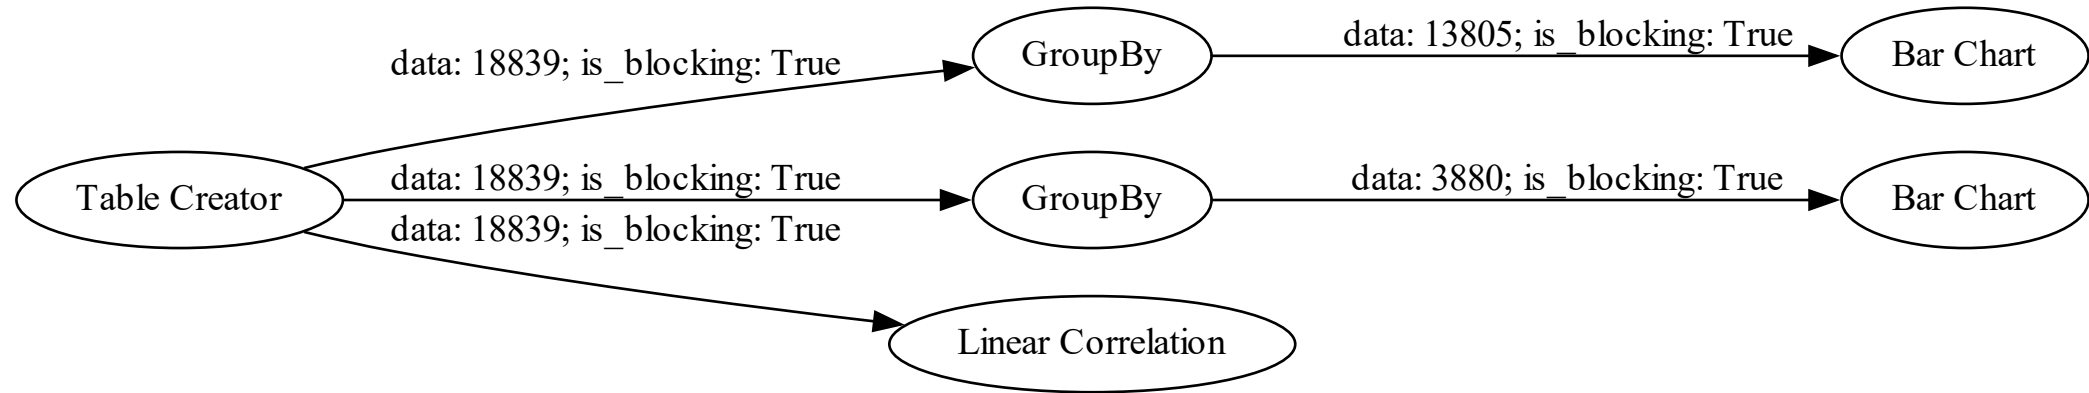 data: 18839; is_blocking: True
GroupBy
data: 13805; is_blocking: True
Bar Chart
Table Creator
data: 18839; is_blocking: True
GroupBy
data: 3880; is_blocking: True
Bar Chart
data: 18839; is_blocking: True
Linear Correlation